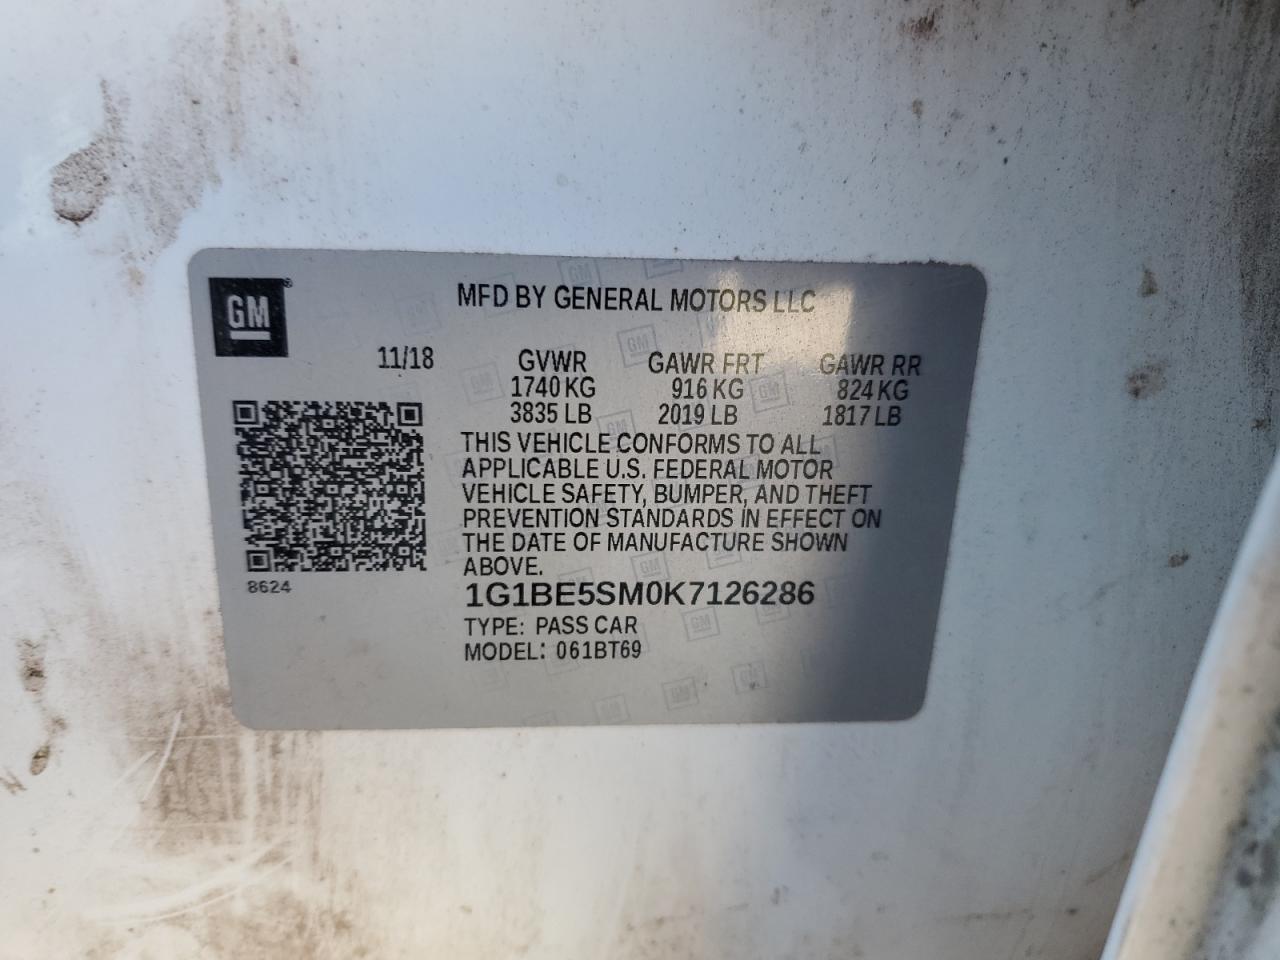 GM
MFD BY GENERAL MOTORS LLC
11/18 GVWR GAWR FRT GAWR RR
1740 KG 916 KG 824 KG
3835 LB 2019 LB 1817 LB
THIS VEHICLE CONFORMS TO ALL
APPLICABLE U.S. FEDERAL MOTOR
VEHICLE SAFETY, BUMPER, AND THEFT
PREVENTION STANDARDS IN EFFECT ON
THE DATE OF MANUFACTURE SHOWN
ABOVE.
8624
1G1BE5SM0K7126286
TYPE: PASS CAR
MODEL: 061BT69